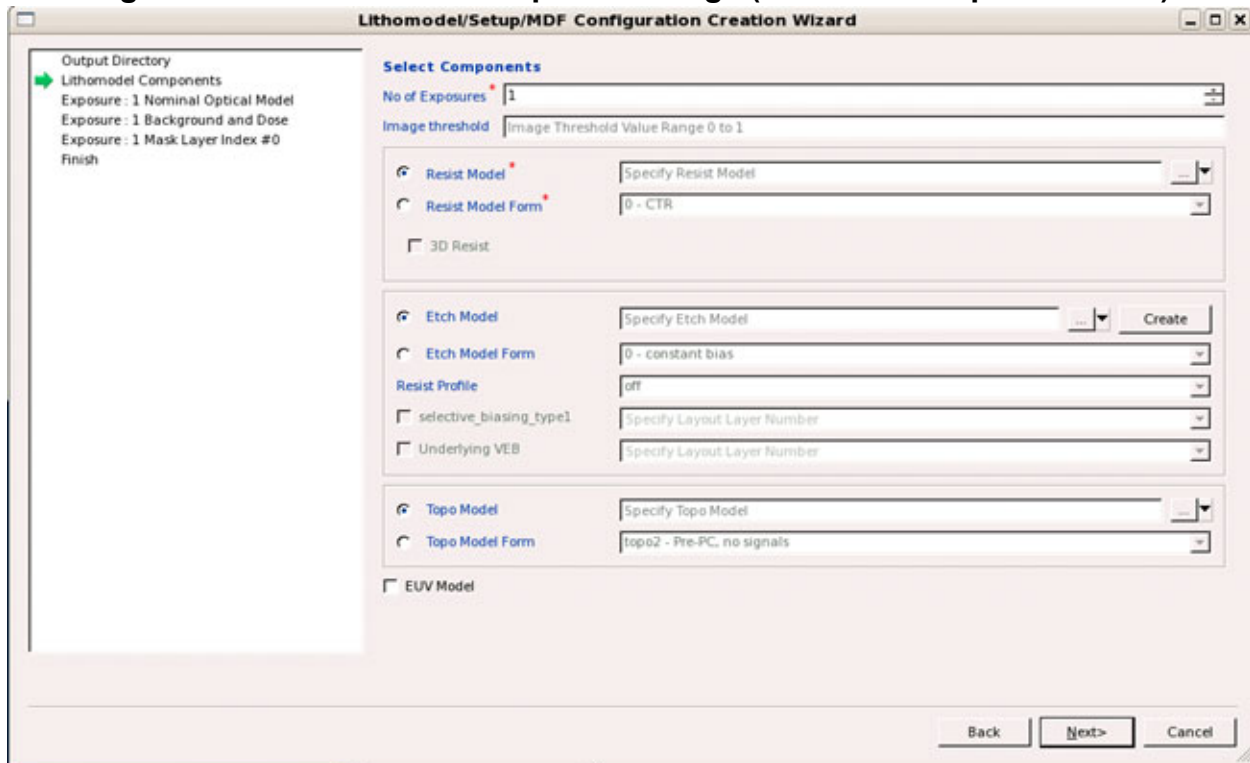 Lithomodel/Setup/MDF Configuration Creation Wizard
Output Directory
Lithomodel Components
Exposure : 1 Nominal Optical Model
Exposure : 1 Background and Dose
Exposure : 1 Mask Layer Index #0
Finish
Select Components
No of Exposures * 1
Image threshold Image Threshold Value Range 0 to 1
Resist Model * Specify Resist Model ...
Resist Model Form * 0 - CTR
3D Resist
Etch Model Specify Etch Model ... Create
Etch Model Form 0 - constant bias
Resist Profile off
selective_biasing_type1 Specify Layout Layer Number
Underlying VEB Specify Layout Layer Number
Topo Model Specify Topo Model ...
Topo Model Form topo2 - Pre-PC, no signals
EUV Model
Back Next> Cancel